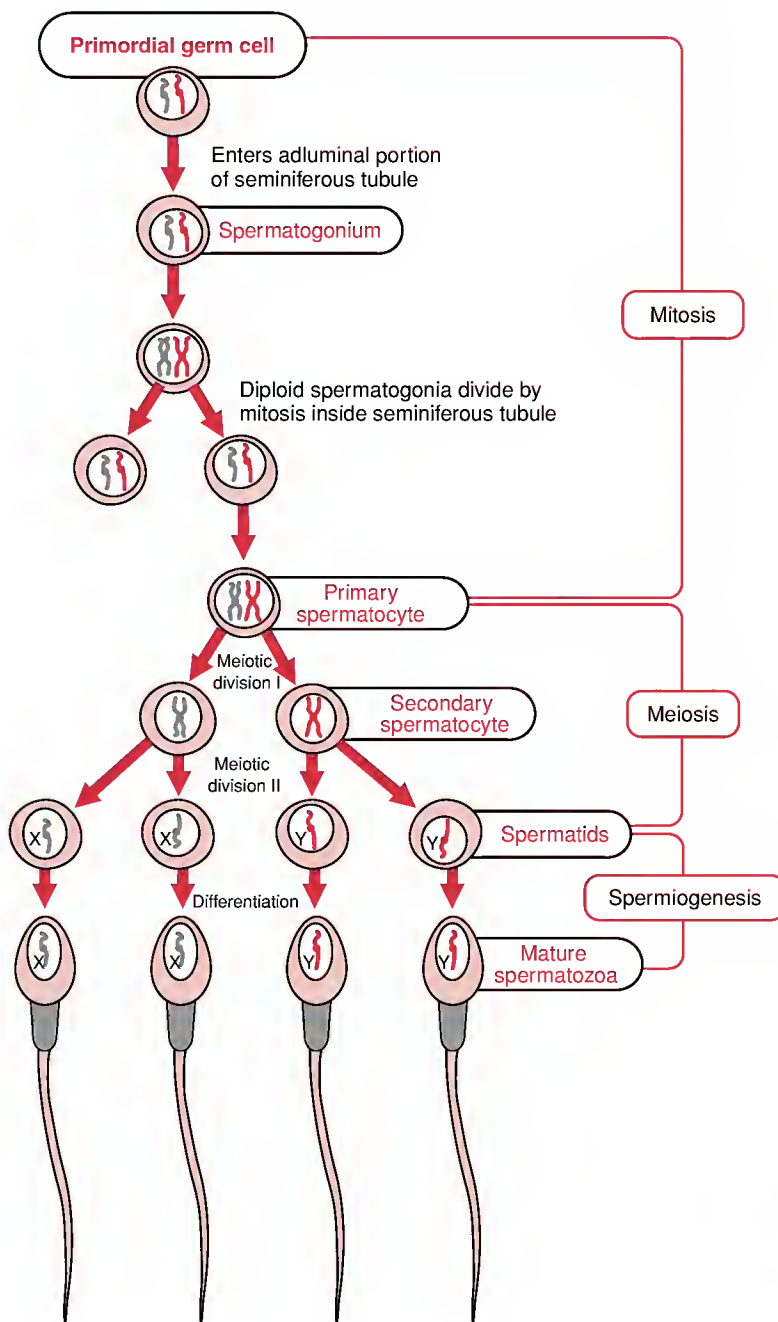 Primordial germ cell
Enters adluminal portion
of seminiferous tubule
Spermatogonium
Mitosis
Diploid spermatogonia divide by
mitosis inside seminiferous tubule
Primary
spermatocyte
Meiotic
division I
Secondary
spermatocyte
Meiosis
Meiotic
division II
X
X
Y
Y
Spermatids
Spermiogenesis
Differentiation
X
X
Y
Y
Mature
spermatozoa